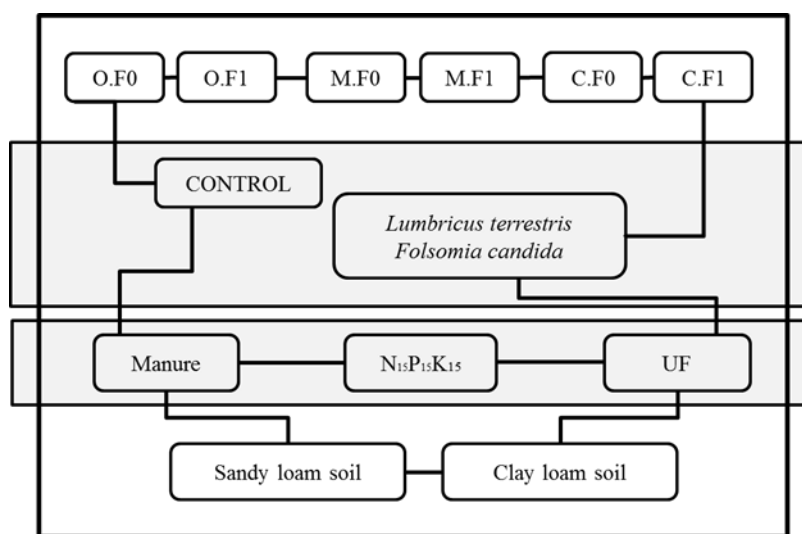 O.F0 O.F1 M.F0 M.F1 C.F0 C.F1
CONTROL
Lumbricus terrestris
Folsomia candida
Manure N₁₅P₁₅K₁₅ UF
Sandy loam soil Clay loam soil